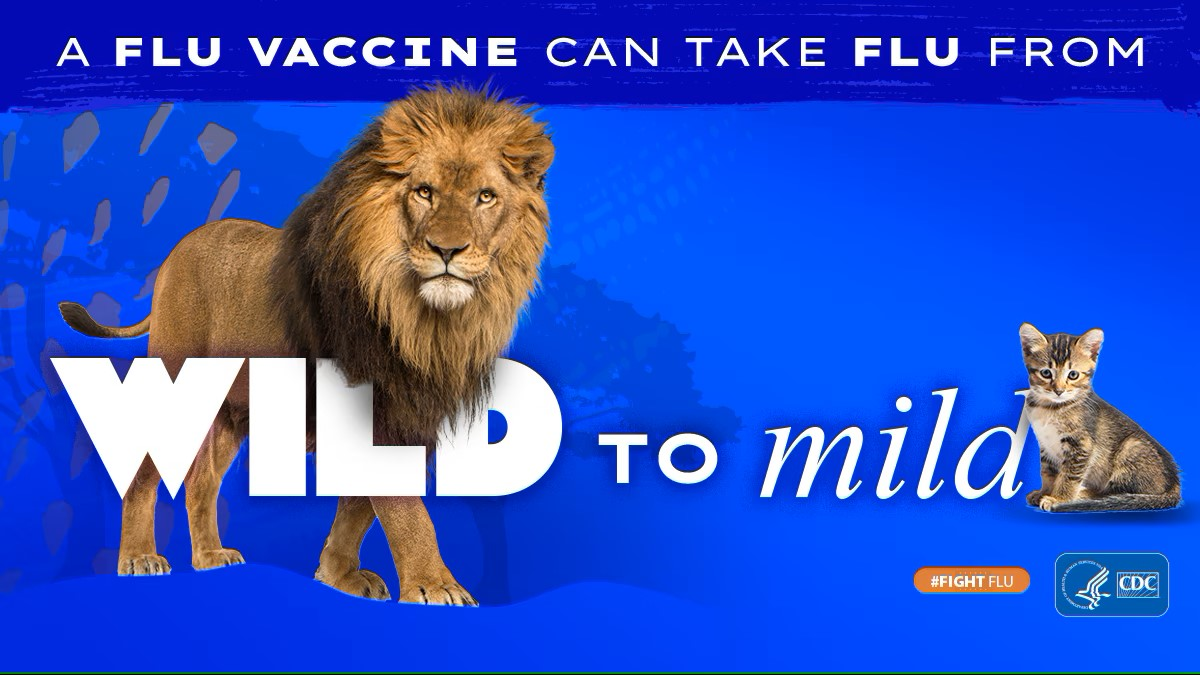 A FLU VACCINE CAN TAKE FLU FROM
WILD TO mild
#FIGHT FLU
CDC